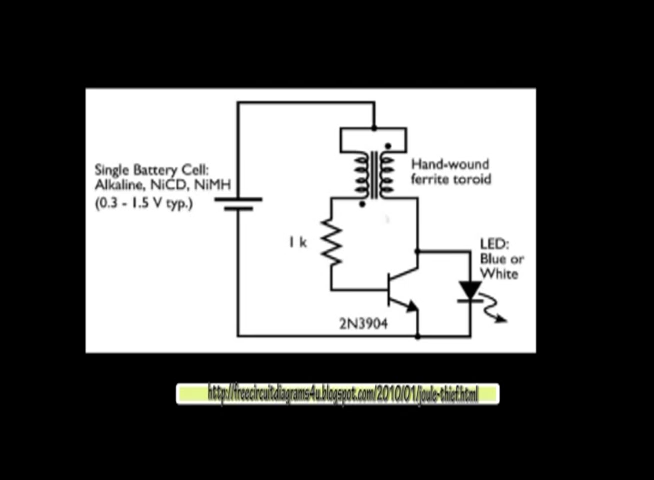 Single Battery Cell:
Alkaline, NiCD, NiMH
(0.3 - 1.5 V typ.)
Hand-wound
ferrite toroid
1 k
LED:
Blue or
White
2N3904
http://freecircuitdiagrams4u.blogspot.com/2010/01/joule-thief.html